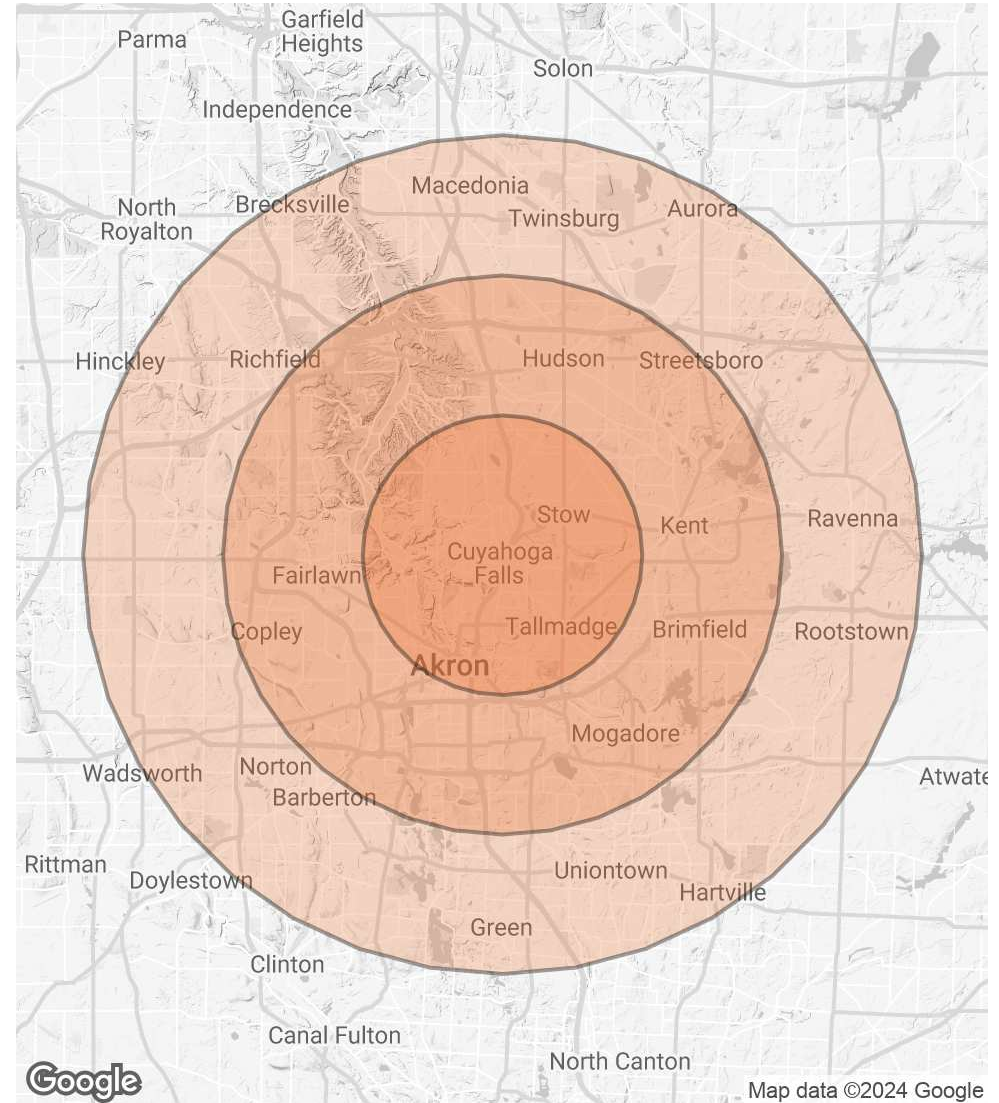 Garfield
Heights
Parma
Solon
Independence
Macedonia
Brecksville
Aurora
North
Royalton
Twinsburg
Hinckley
Richfield
Hudson
Streetsboro
Stow
Kent
Ravenna
Cuyahoga
Falls
Fairlawn
Copley
Tallmadge
Brimfield
Rootstown
Akron
Mogadore
Wadsworth
Norton
Atwate
Barberton
Rittman
Doylestown
Uniontown
Hartville
Green
Clinton
Canal Fulton
North Canton
Google
Map data ©2024 Google